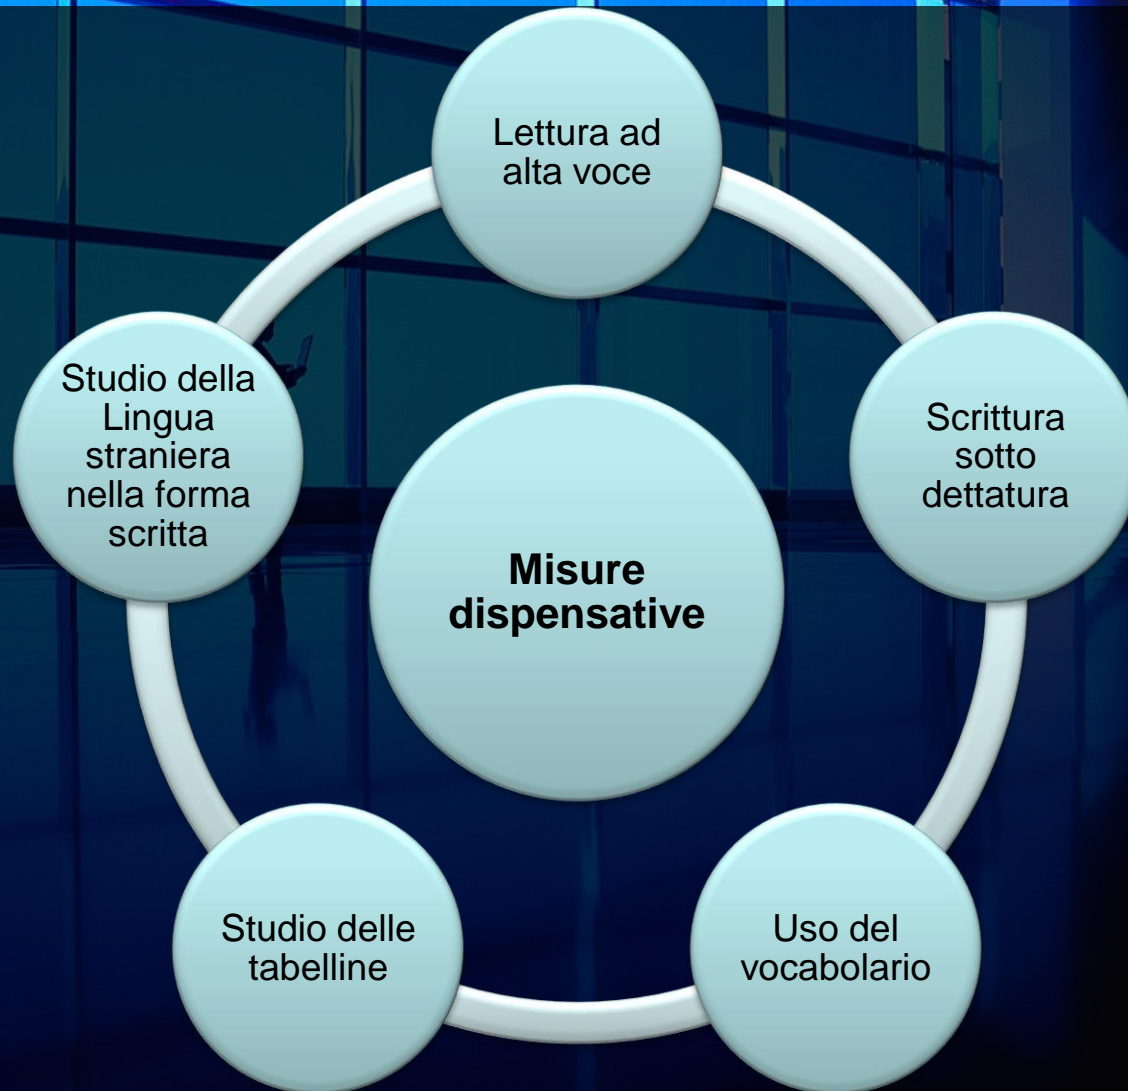 Lettura ad
alta voce
Studio della
Lingua
straniera
nella forma
scritta
Scrittura
sotto
dettatura
Misure
dispensative
Studio delle
tabelline
Uso del
vocabolario